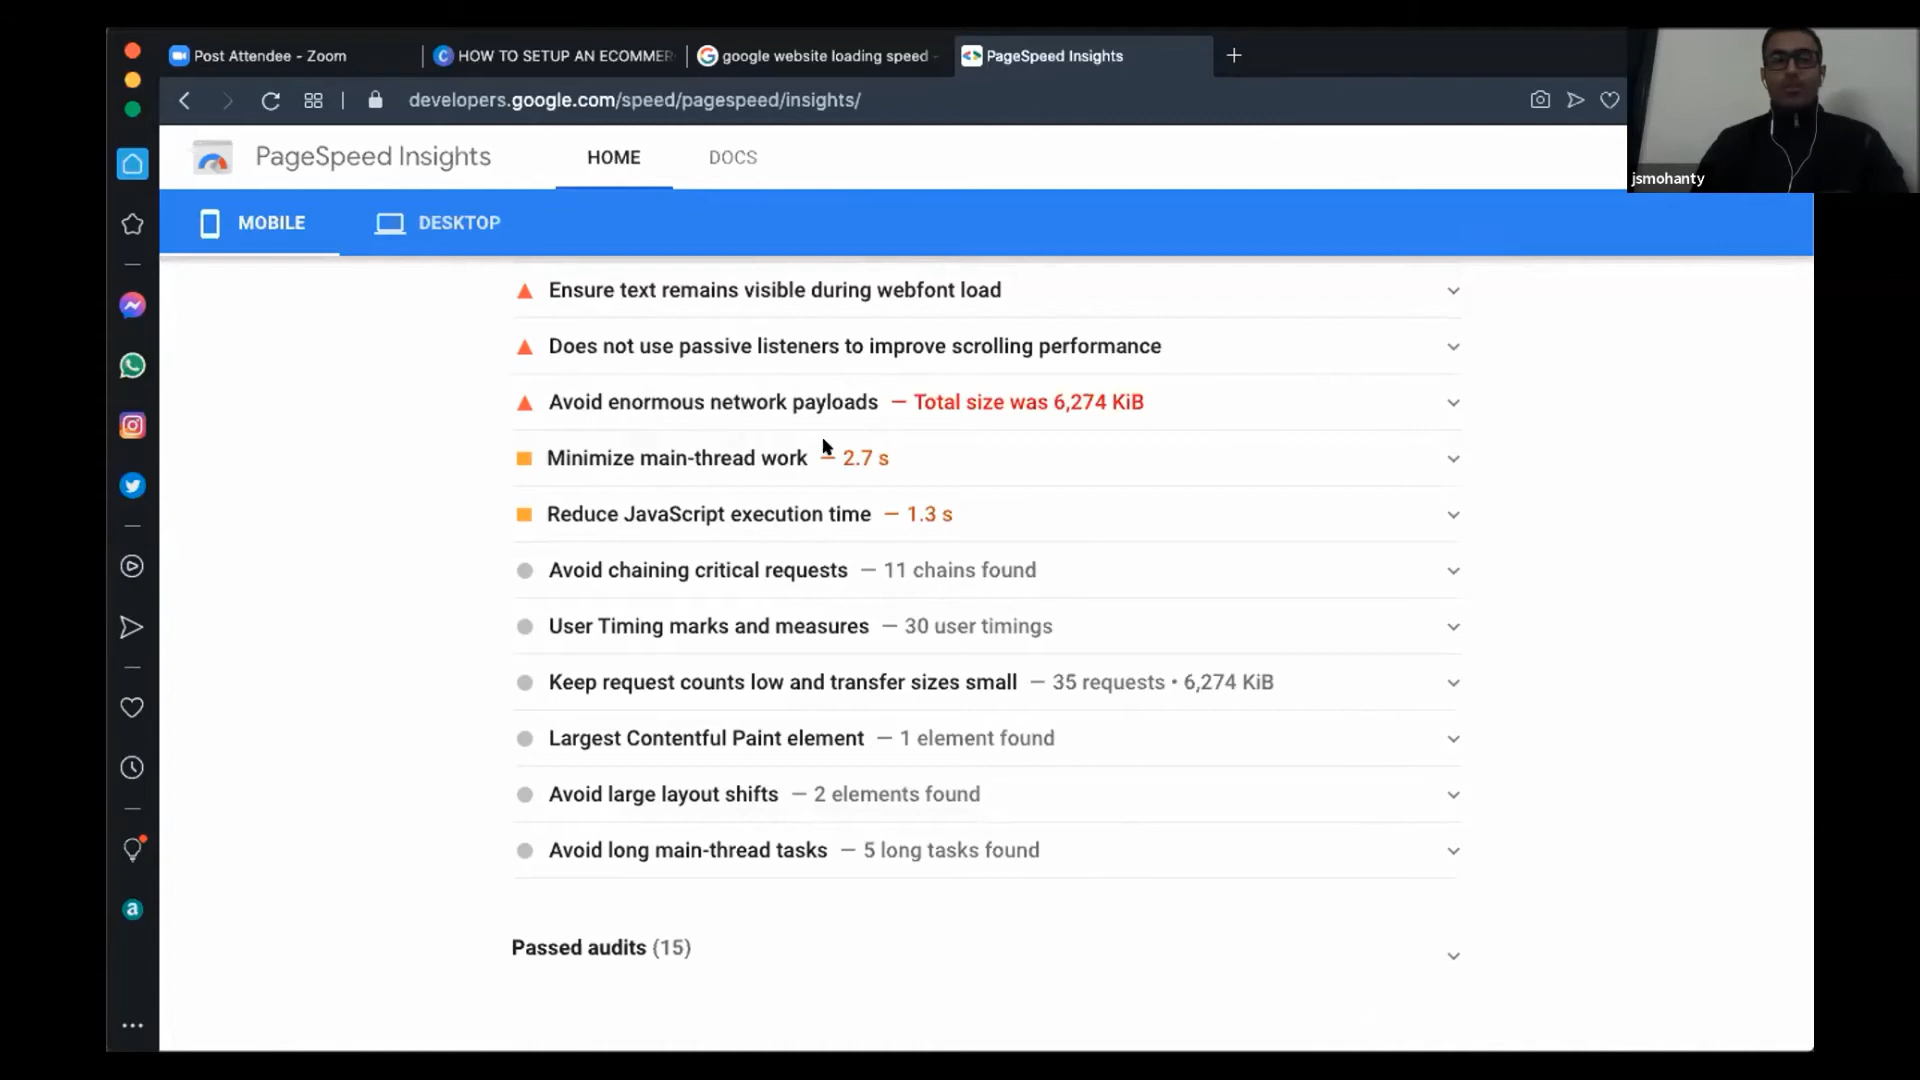 Post Attendee - Zoom
HOW TO SETUP AN ECOMMER
google website loading speed -
PageSpeed Insights
developers.google.com/speed/pagespeed/insights/
jsmohanty
PageSpeed Insights
HOME
DOCS
MOBILE
DESKTOP
Ensure text remains visible during webfont load
Does not use passive listeners to improve scrolling performance
Avoid enormous network payloads — Total size was 6,274 KiB
Minimize main-thread work — 2.7 s
Reduce JavaScript execution time — 1.3 s
Avoid chaining critical requests — 11 chains found
User Timing marks and measures — 30 user timings
Keep request counts low and transfer sizes small — 35 requests • 6,274 KiB
Largest Contentful Paint element — 1 element found
Avoid large layout shifts — 2 elements found
Avoid long main-thread tasks — 5 long tasks found
Passed audits (15)